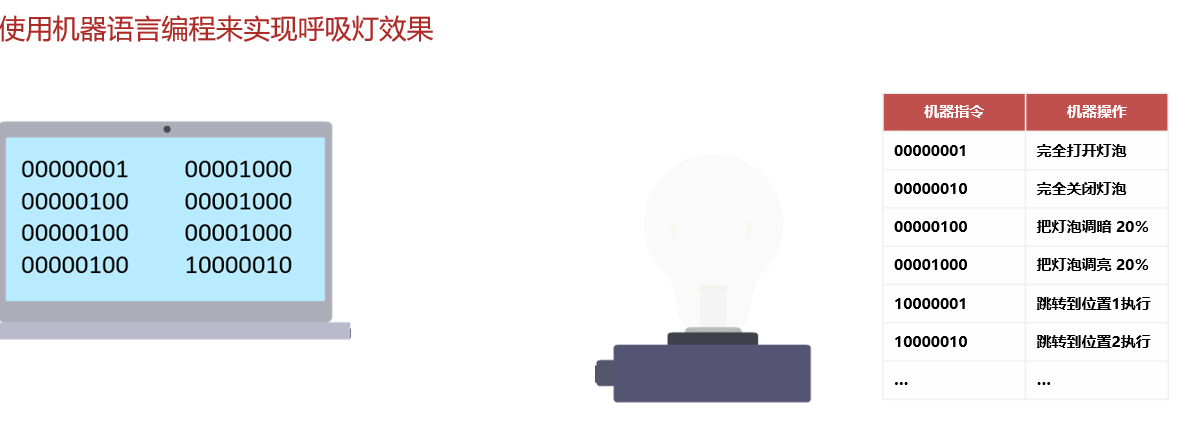 使用机器语言编程来实现呼吸灯效果
00000001 00001000
00000100 00001000
00000100 00001000
00000100 10000010
机器指令 机器操作
00000001 完全打开灯泡
00000010 完全关闭灯泡
00000100 把灯泡调暗 20%
00001000 把灯泡调亮 20%
10000001 跳转到位置1执行
10000010 跳转到位置2执行
... ...